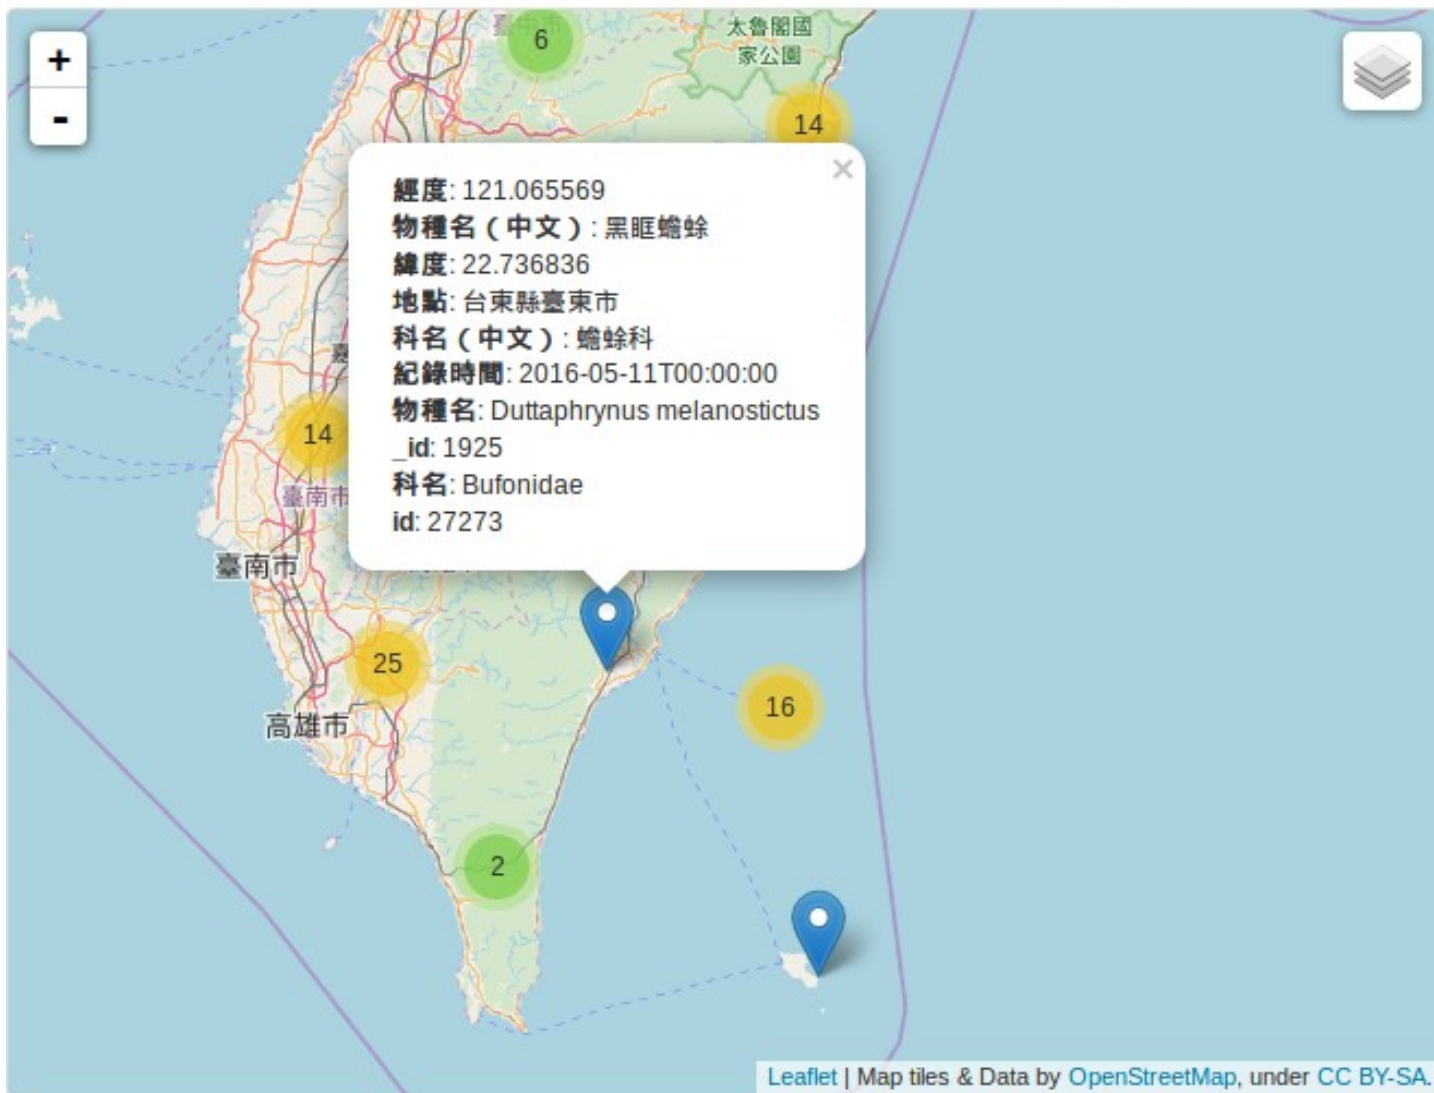 臺中市
6
太魯閣國
家公園
+
-
14
經度: 121.065569
物種名（中文）: 黑眶蟾蜍
緯度: 22.736836
地點: 台東縣臺東市
科名（中文）: 蟾蜍科
紀錄時間: 2016-05-11T00:00:00
物種名: Duttaphrynus melanostictus
_id: 1925
科名: Bufonidae
id: 27273
×
嘉
14
臺南市
臺南市
25
16
高雄市
2
Leaflet | Map tiles & Data by OpenStreetMap, under CC BY-SA.